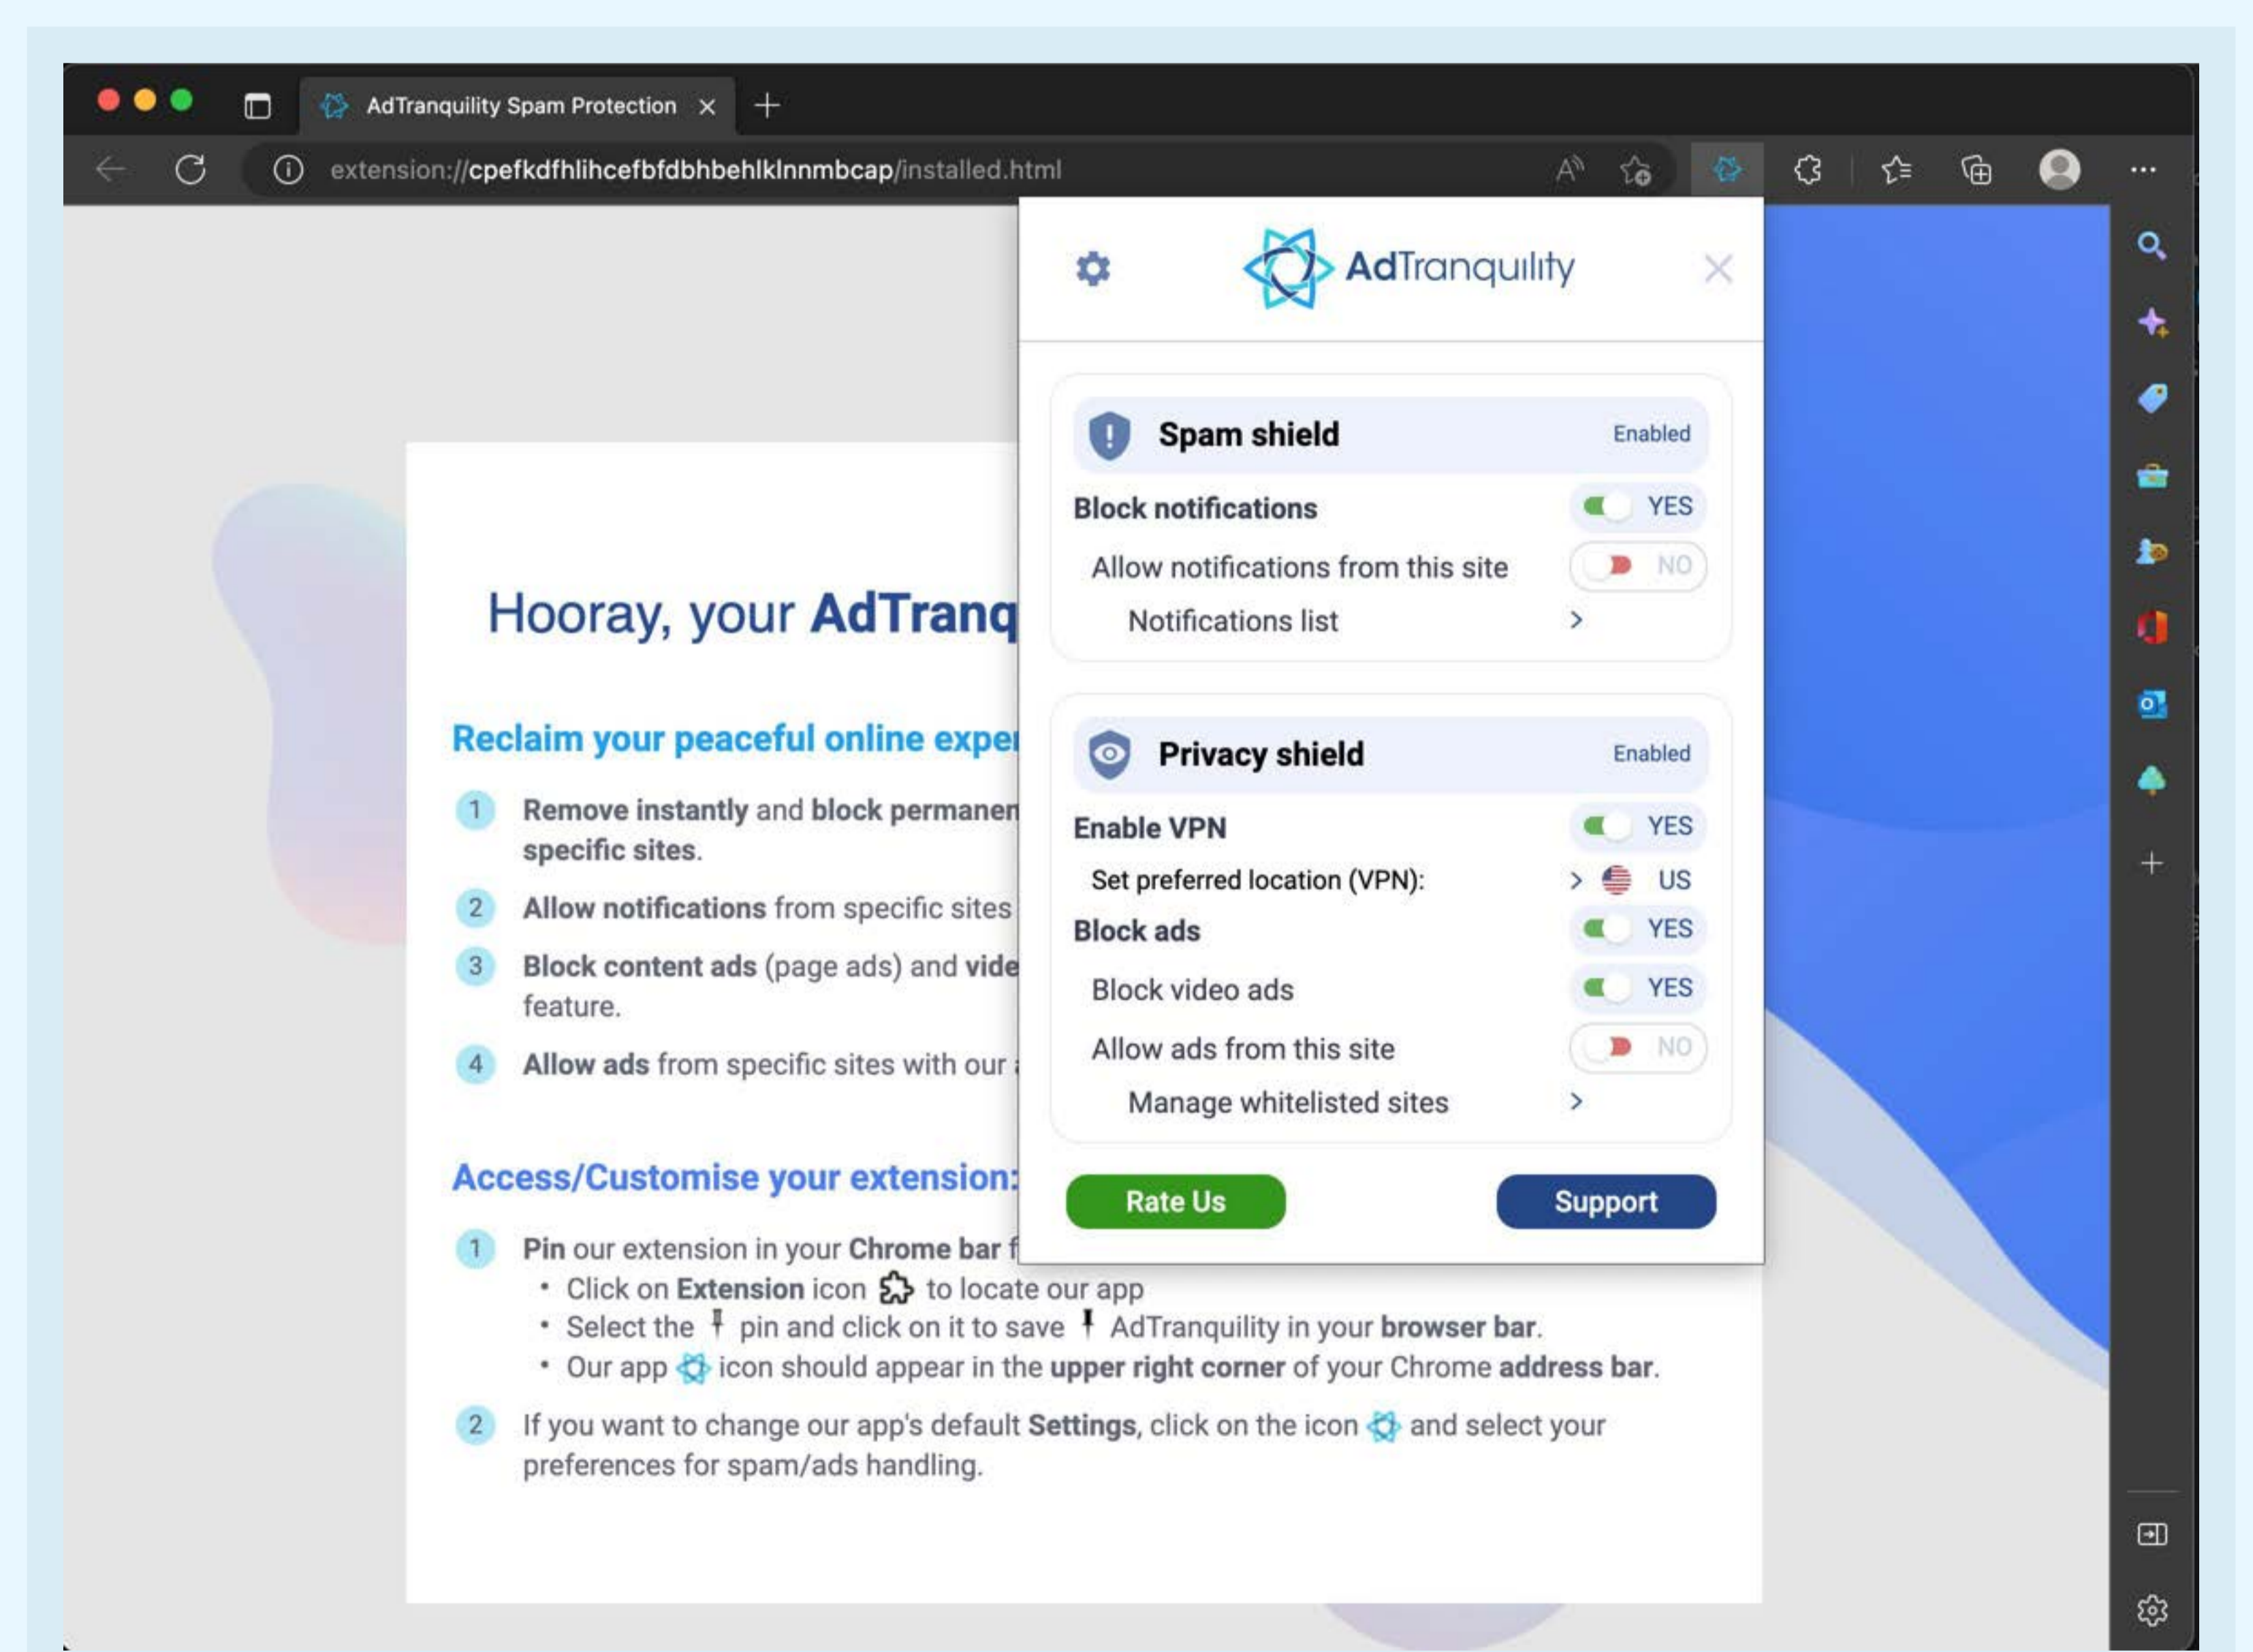 AdTranquility Spam Protection
extension://cpefkdfhlihcefbfdbhbehlklnnmbcap/installed.html
AdTranquility
Spam shield Enabled
Block notifications YES
Allow notifications from this site NO
Notifications list
Privacy shield Enabled
Enable VPN YES
Set preferred location (VPN): US
Block ads YES
Block video ads YES
Allow ads from this site NO
Manage whitelisted sites
Rate Us Support
Hooray, your AdTranq
Reclaim your peaceful online exper
1 Remove instantly and block permanen
specific sites.
2 Allow notifications from specific sites
3 Block content ads (page ads) and vide
feature.
4 Allow ads from specific sites with our
Access/Customise your extension:
1 Pin our extension in your Chrome bar f
• Click on Extension icon to locate our app
• Select the pin and click on it to save AdTranquility in your browser bar.
• Our app icon should appear in the upper right corner of your Chrome address bar.
2 If you want to change our app's default Settings, click on the icon and select your
preferences for spam/ads handling.